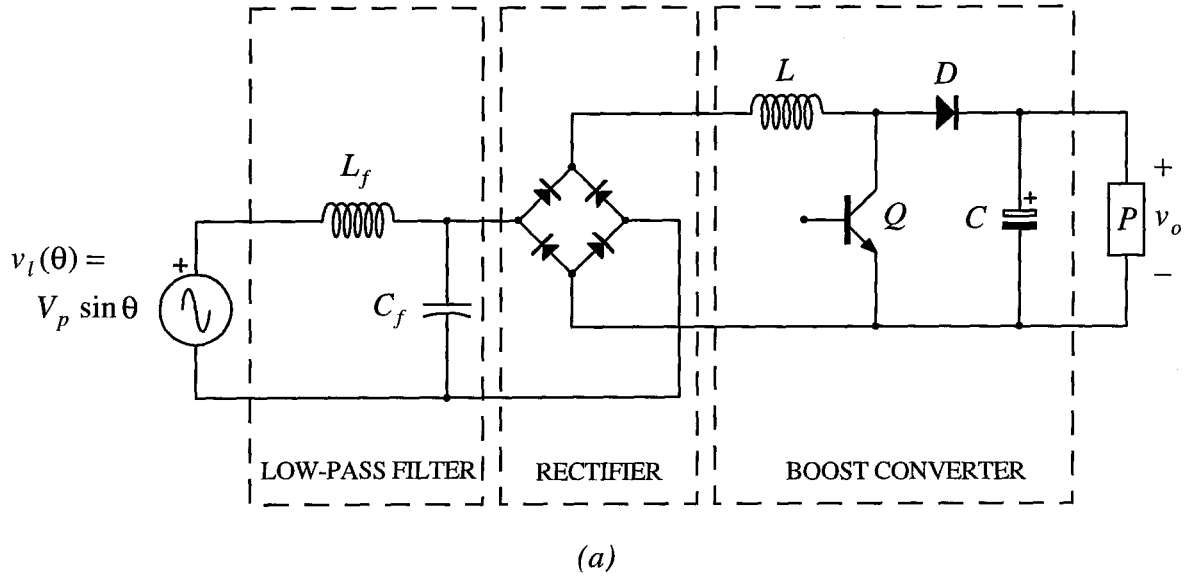 L
D
L_f
Q
C
+
P
+
v_o
−
v_l(θ) =
V_p sin θ
+
C_f
LOW-PASS FILTER
RECTIFIER
BOOST CONVERTER
(a)